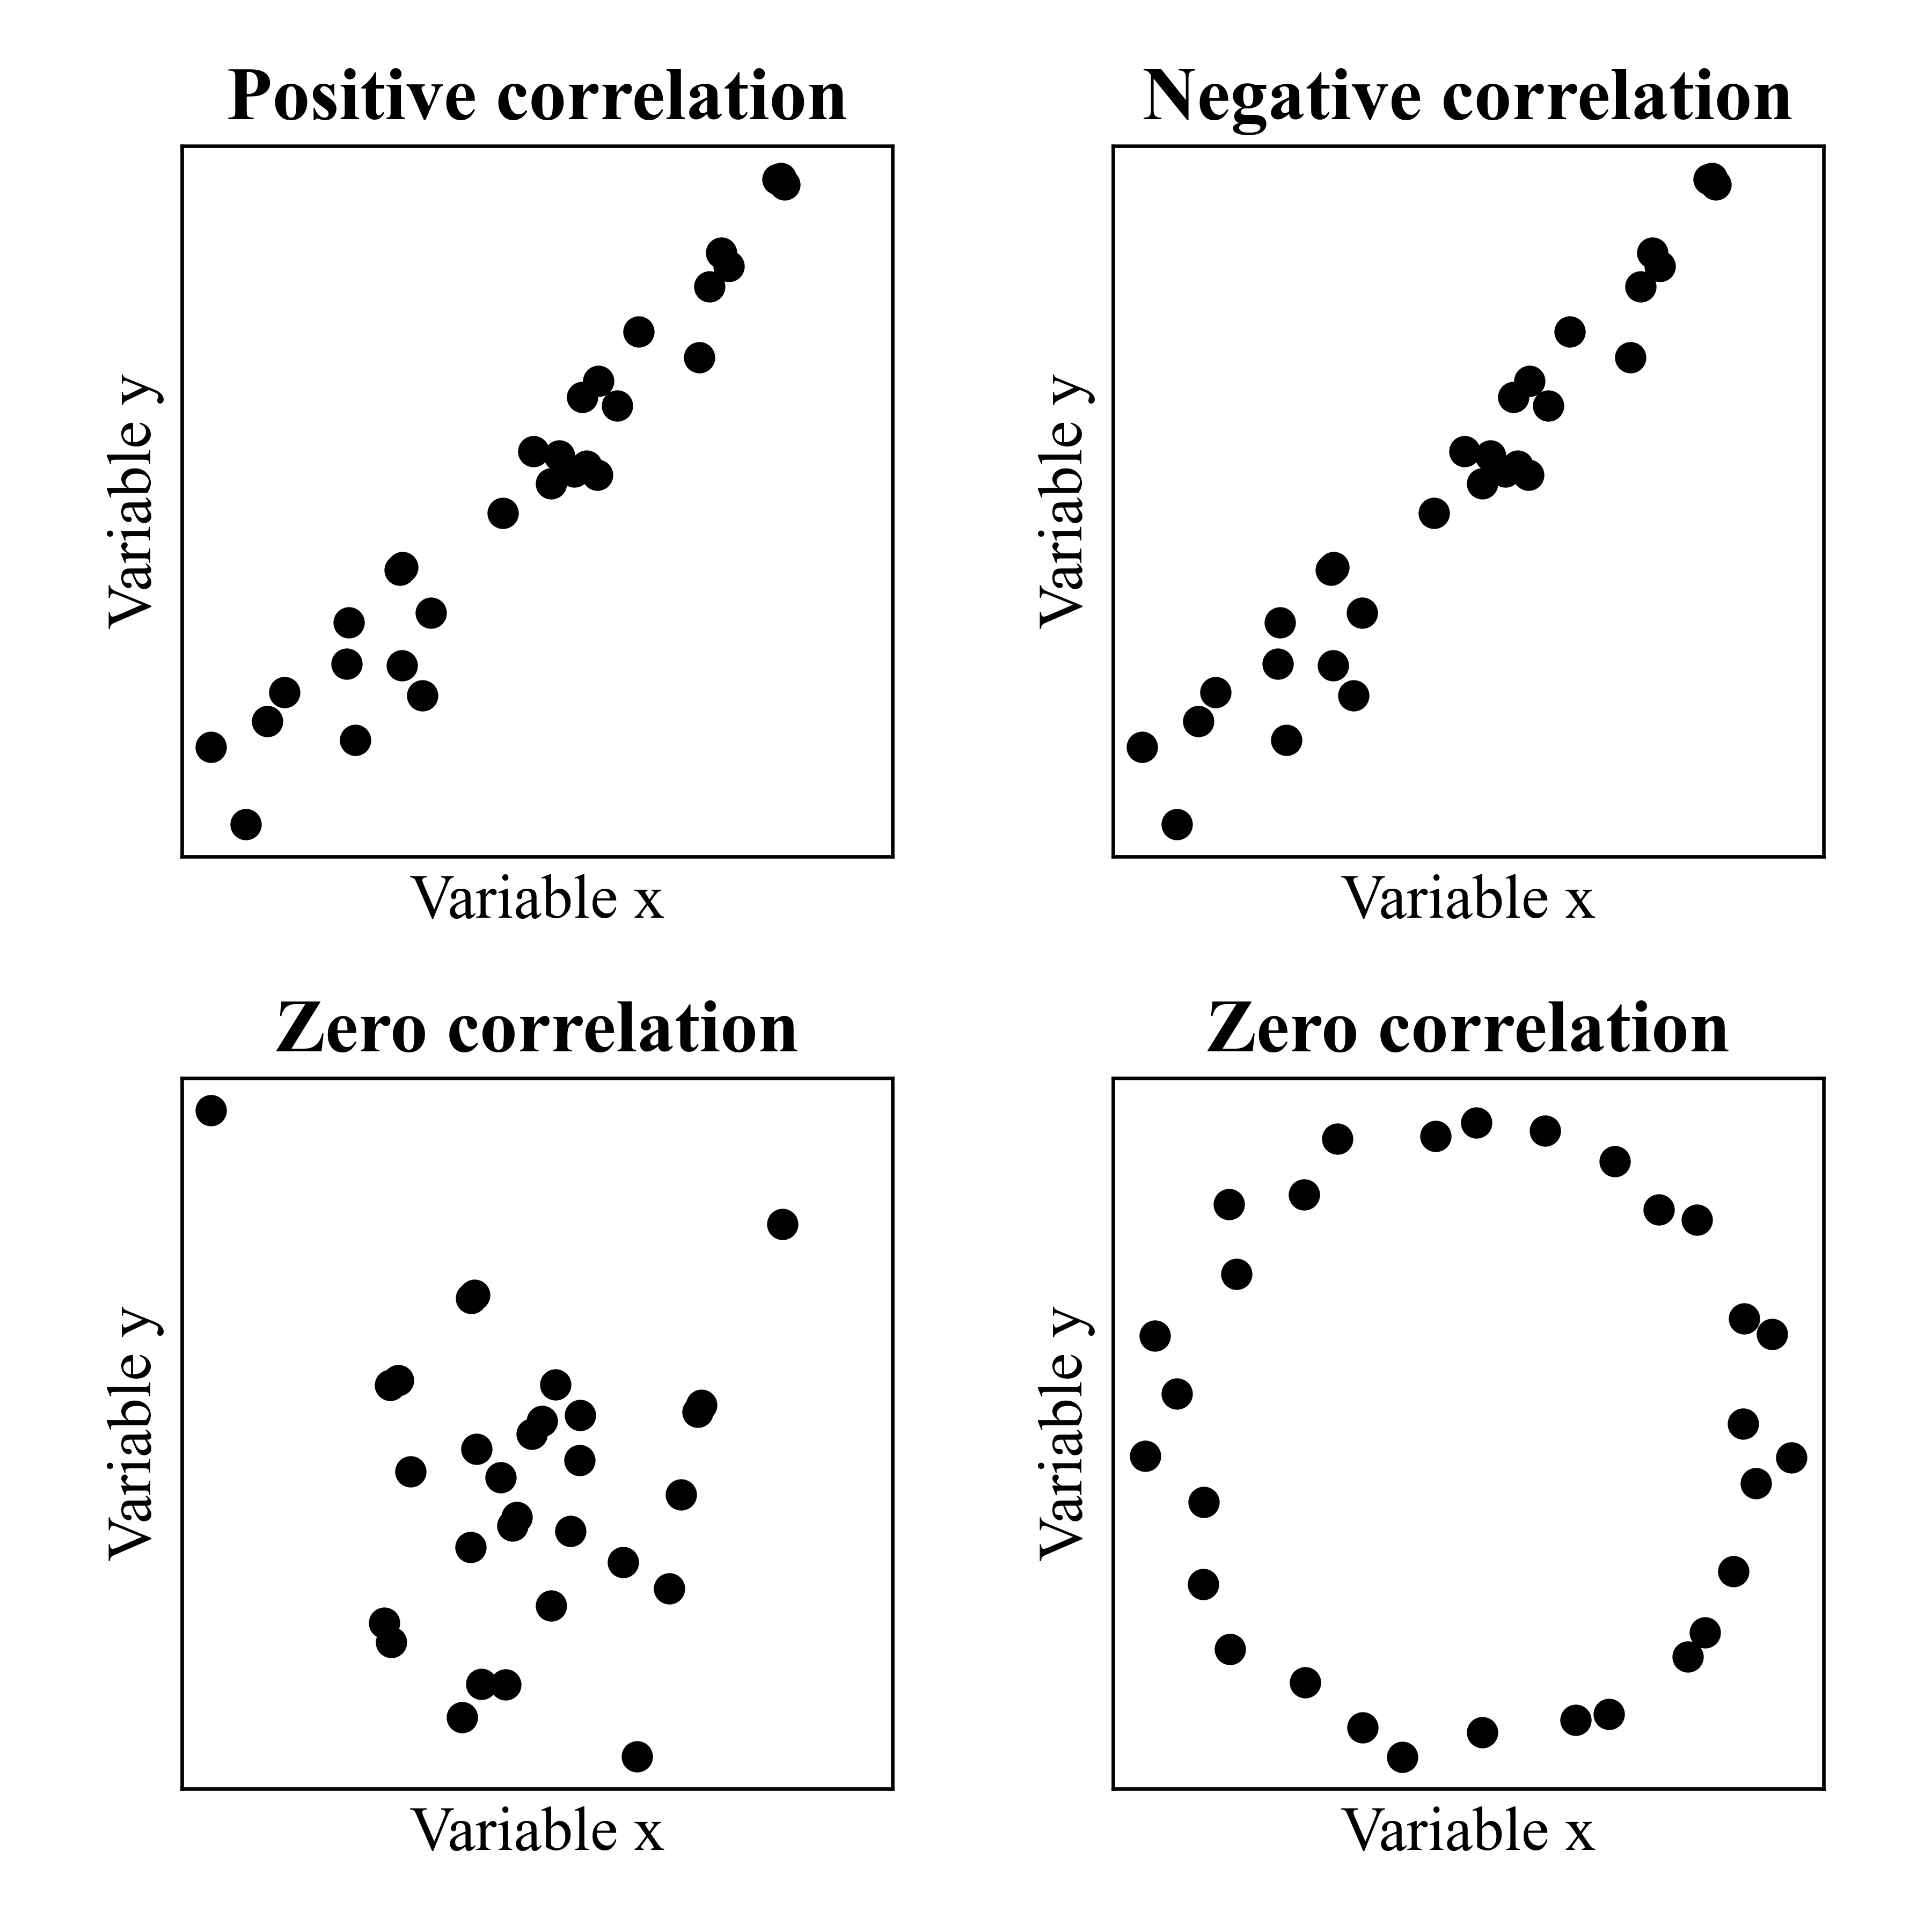 Positive correlation
Negative correlation
Variable y
Variable y
Variable x
Variable x
Zero correlation
Zero correlation
Variable y
Variable y
Variable x
Variable x